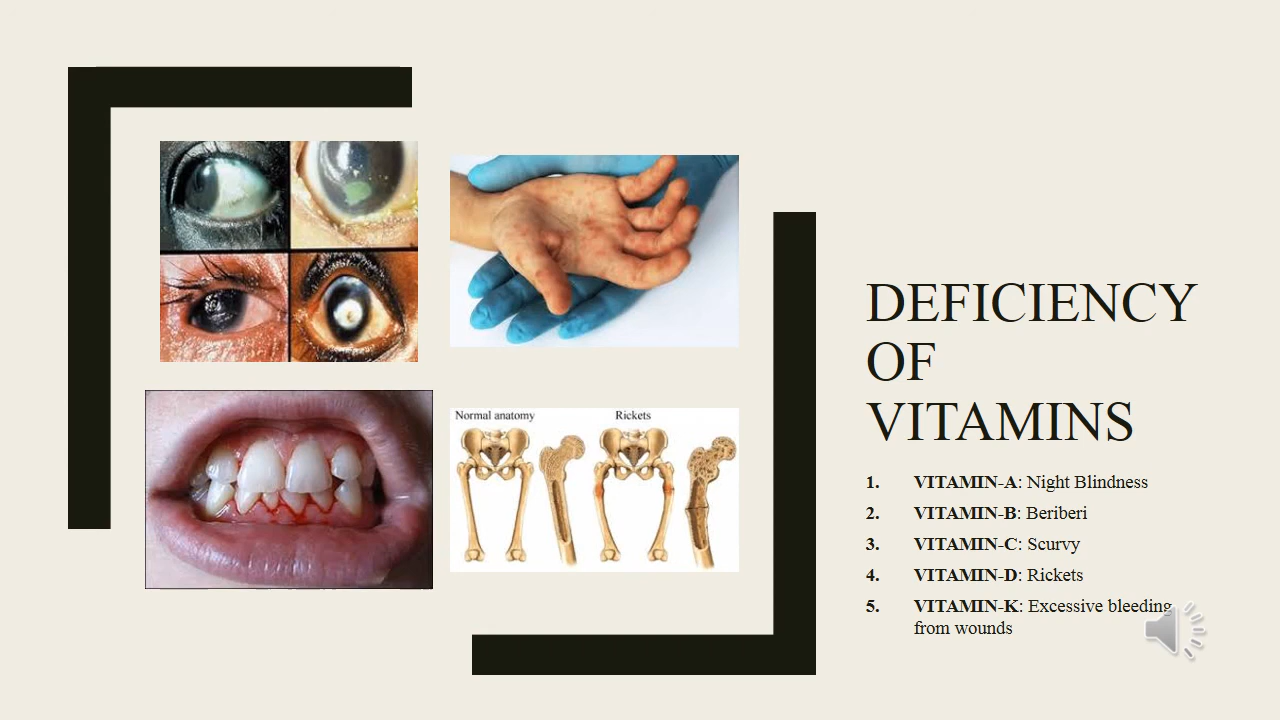 Normal anatomy
Rickets
DEFICIENCY
OF
VITAMINS
1. VITAMIN-A: Night Blindness
2. VITAMIN-B: Beriberi
3. VITAMIN-C: Scurvy
4. VITAMIN-D: Rickets
5. VITAMIN-K: Excessive bleeding
from wounds